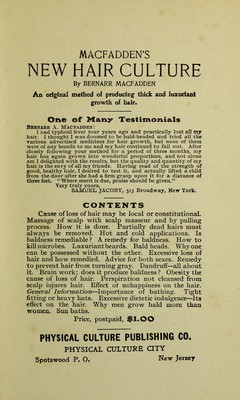 MACFADDEN'S
NEW HAIR CULTURE
By BERNARR MACFADDEN
An original method of producing thick and luxuriant
growth of hair.
One of Many Testimonials
BERNARR A. MACFADDEN:
I had typhoid fever four years ago and practically lost all my
hair. I thought I was doomed to be bald-headed and tried all the
various advertised medicines for hair growth, but none of them
were of any benefit to me and my hair continued to fall out. After
closely following your method for a period of three months, my
hair has again grown into wonderful proportions, and not alone
am I delighted with the results, but the quality and quantity of my
hair is the envy of all my friends. Having read of the strength of
good, healthy hair, I desired to test it, and actually lifted a child
from the floor after she had a firm grasp upon it for a distance of
three feet. "Where merit is due, praise should be given."
Very truly yours,
SAMUEL JACOBY, 513 Broadway, New York.
CONTENTS
Cause of loss of hair may be local or constitutional.
Massage of scalp with scalp masseur and by pulling
process. How it is done. Partially dead hairs must
always be removed. Hot and cold applications. Is
baldness remediable? A remedy for baldness. How to
kill microbes. Luxuriant beards. Bald heads. Why one
can be possessed without the other. Excessive loss of
hair and how remedied. Advice for both sexes. Remedy
to prevent hair from turning gray. Dandruff—all about
it. Brain work; does it produce baldness? Obesity the
cause of loss of hair. Perspiration not cleansed from
scalp injures hair. Effect of unhappiness on the hair.
General Information—Importance of bathing. Tight
fitting or heavy hats. Excessive dietetic indulgence—Its
effect on the hair. Why men grow bald more than
women. Sun baths.
Price, postpaid, $1.00
PHYSICAL CULTURE PUBLISHING CO.
PHYSICAL CULTURE CITY
Spotswood P. O. New Jersey